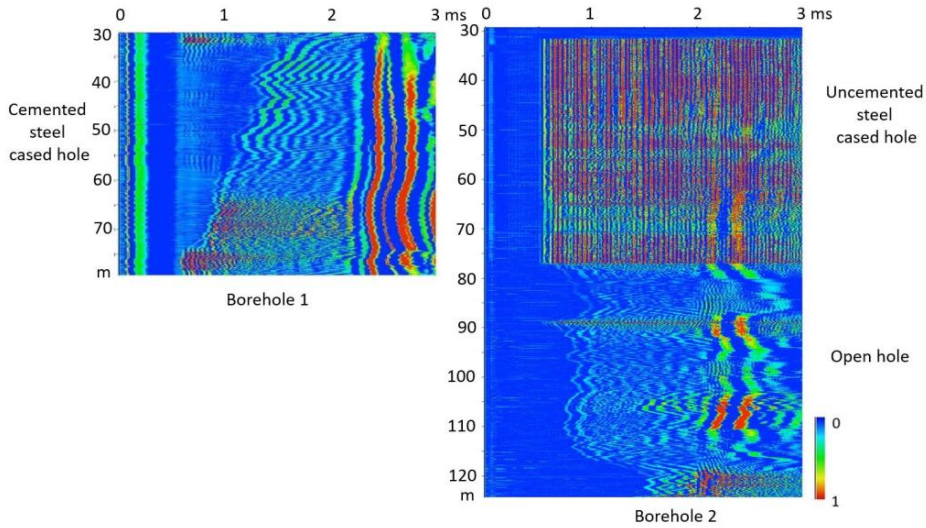 0 1 2 3 ms
30
40
50
60
70
m
Cemented
steel
cased hole
Borehole 1
0 1 2 3 ms
30
40
50
60
70
80
90
100
110
120
m
Uncemented
steel
cased hole
Open hole
0
1
Borehole 2